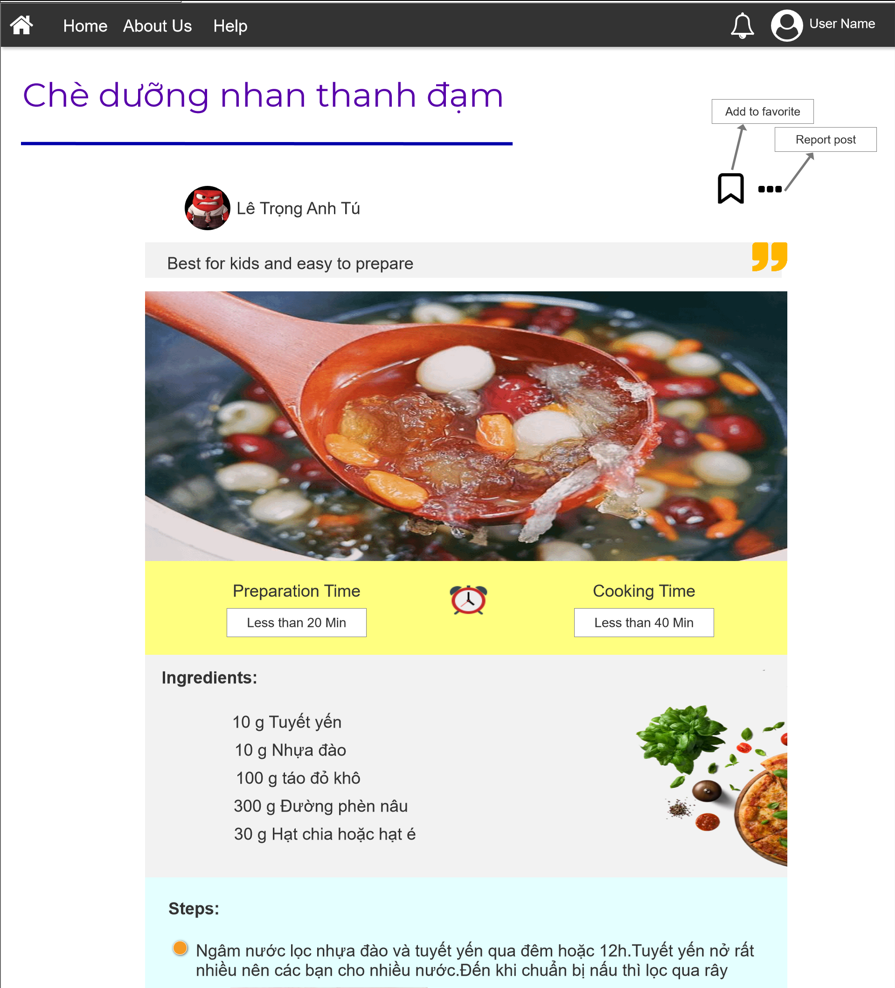 Home About Us Help
User Name
Chè dưỡng nhan thanh đạm
Add to favorite
Report post
Lê Trọng Anh Tú
Best for kids and easy to prepare
Preparation Time
Cooking Time
Less than 20 Min
Less than 40 Min
Ingredients:
10 g Tuyết yến
10 g Nhựa đào
100 g táo đỏ khô
300 g Đường phèn nâu
30 g Hạt chia hoặc hạt é
Steps:
Ngâm nước lọc nhựa đào và tuyết yến qua đêm hoặc 12h.Tuyết yến nở rất
nhiều nên các bạn cho nhiều nước.Đến khi chuẩn bị nấu thì lọc qua rây